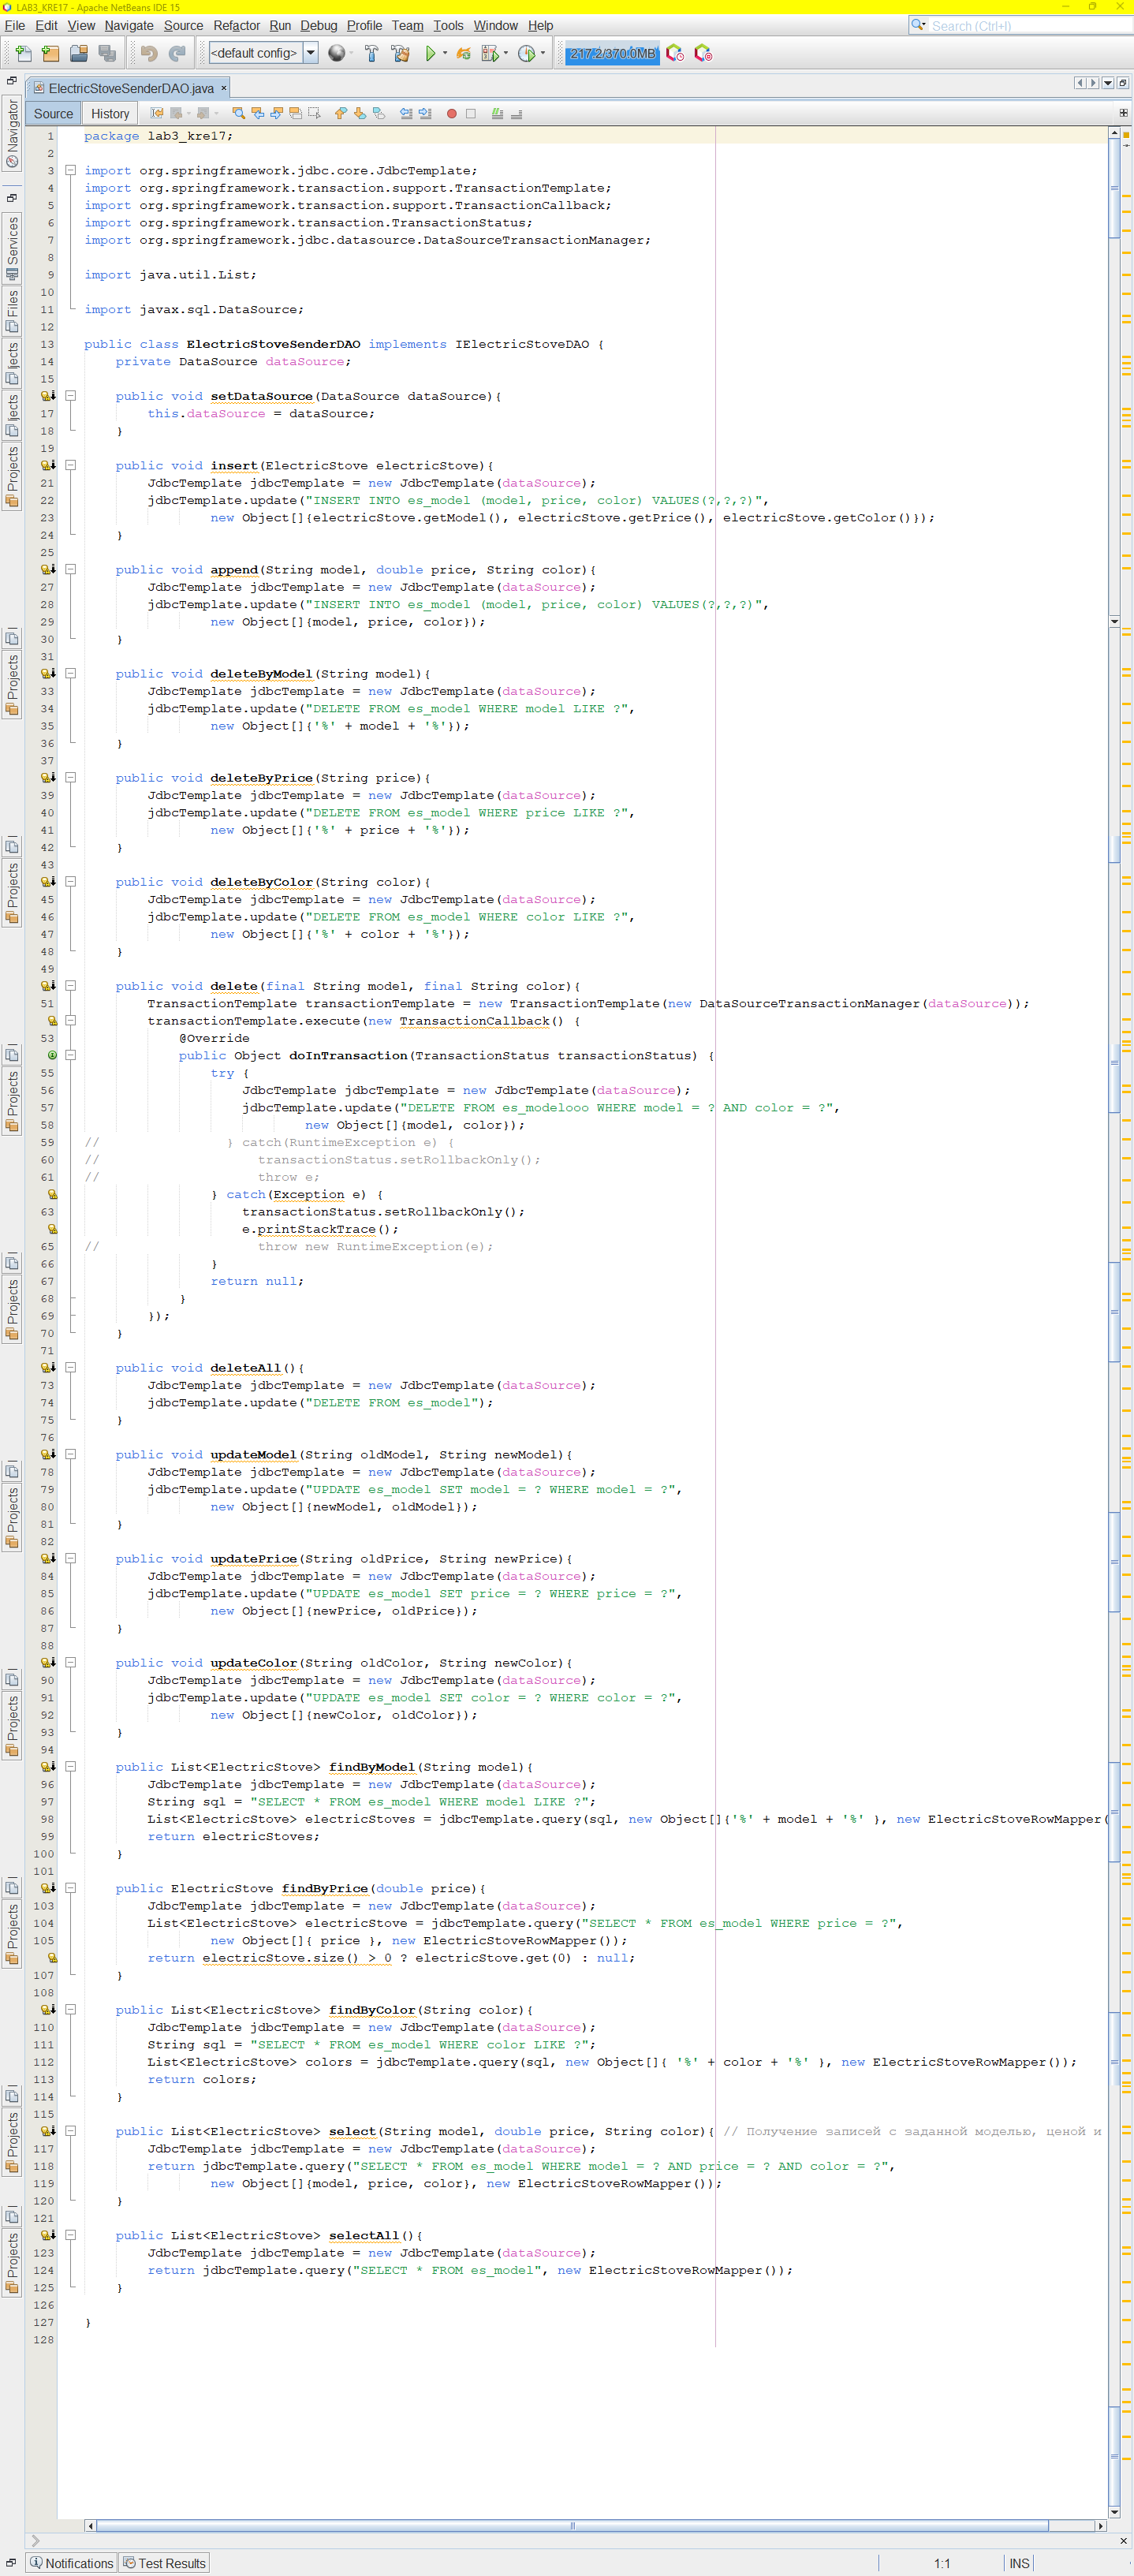 LAB3_KRE17 - Apache NetBeans IDE 15
File Edit View Navigate Source Refactor Run Debug Profile Team Tools Window Help
Search (Ctrl+I)
<default config>
217.2/370.0MB
ElectricStoveSenderDAO.java
Source History
Navigator
Services
Files
Projects
1 package lab3_kre17;
2
3 import org.springframework.jdbc.core.JdbcTemplate;
4 import org.springframework.transaction.support.TransactionTemplate;
5 import org.springframework.transaction.support.TransactionCallback;
6 import org.springframework.transaction.TransactionStatus;
7 import org.springframework.jdbc.datasource.DataSourceTransactionManager;
8
9 import java.util.List;
10
11 import javax.sql.DataSource;
12
13 public class ElectricStoveSenderDAO implements IElectricStoveDAO {
14 private DataSource dataSource;
15
public void setDataSource(DataSource dataSource){
17 this.dataSource = dataSource;
18 }
19
public void insert(ElectricStove electricStove){
21 JdbcTemplate jdbcTemplate = new JdbcTemplate(dataSource);
22 jdbcTemplate.update("INSERT INTO es_model (model, price, color) VALUES(?,?,?)",
23 new Object[]{electricStove.getModel(), electricStove.getPrice(), electricStove.getColor()});
24 }
25
public void append(String model, double price, String color){
27 JdbcTemplate jdbcTemplate = new JdbcTemplate(dataSource);
28 jdbcTemplate.update("INSERT INTO es_model (model, price, color) VALUES(?,?,?)",
29 new Object[]{model, price, color});
30 }
31
public void deleteByModel(String model){
33 JdbcTemplate jdbcTemplate = new JdbcTemplate(dataSource);
34 jdbcTemplate.update("DELETE FROM es_model WHERE model LIKE ?",
35 new Object[]{'%' + model + '%'});
36 }
37
public void deleteByPrice(String price){
39 JdbcTemplate jdbcTemplate = new JdbcTemplate(dataSource);
40 jdbcTemplate.update("DELETE FROM es_model WHERE price LIKE ?",
41 new Object[]{'%' + price + '%'});
42 }
43
public void deleteByColor(String color){
45 JdbcTemplate jdbcTemplate = new JdbcTemplate(dataSource);
46 jdbcTemplate.update("DELETE FROM es_model WHERE color LIKE ?",
47 new Object[]{'%' + color + '%'});
48 }
49
public void delete(final String model, final String color){
51 TransactionTemplate transactionTemplate = new TransactionTemplate(new DataSourceTransactionManager(dataSource));
transactionTemplate.execute(new TransactionCallback() {
53 @Override
public Object doInTransaction(TransactionStatus transactionStatus) {
55 try {
56 JdbcTemplate jdbcTemplate = new JdbcTemplate(dataSource);
57 jdbcTemplate.update("DELETE FROM es_modelooo WHERE model = ? AND color = ?",
58 new Object[]{model, color});
59 // } catch(RuntimeException e) {
60 // transactionStatus.setRollbackOnly();
61 // throw e;
} catch(Exception e) {
63 transactionStatus.setRollbackOnly();
e.printStackTrace();
65 // throw new RuntimeException(e);
66 }
67 return null;
68 }
69 });
70 }
71
public void deleteAll(){
73 JdbcTemplate jdbcTemplate = new JdbcTemplate(dataSource);
74 jdbcTemplate.update("DELETE FROM es_model");
75 }
76
public void updateModel(String oldModel, String newModel){
78 JdbcTemplate jdbcTemplate = new JdbcTemplate(dataSource);
79 jdbcTemplate.update("UPDATE es_model SET model = ? WHERE model = ?",
80 new Object[]{newModel, oldModel});
81 }
82
public void updatePrice(String oldPrice, String newPrice){
84 JdbcTemplate jdbcTemplate = new JdbcTemplate(dataSource);
85 jdbcTemplate.update("UPDATE es_model SET price = ? WHERE price = ?",
86 new Object[]{newPrice, oldPrice});
87 }
88
public void updateColor(String oldColor, String newColor){
90 JdbcTemplate jdbcTemplate = new JdbcTemplate(dataSource);
91 jdbcTemplate.update("UPDATE es_model SET color = ? WHERE color = ?",
92 new Object[]{newColor, oldColor});
93 }
94
public List<ElectricStove> findByModel(String model){
96 JdbcTemplate jdbcTemplate = new JdbcTemplate(dataSource);
97 String sql = "SELECT * FROM es_model WHERE model LIKE ?";
98 List<ElectricStove> electricStoves = jdbcTemplate.query(sql, new Object[]{'%' + model + '%' }, new ElectricStoveRowMapper(
99 return electricStoves;
100 }
101
public ElectricStove findByPrice(double price){
103 JdbcTemplate jdbcTemplate = new JdbcTemplate(dataSource);
104 List<ElectricStove> electricStove = jdbcTemplate.query("SELECT * FROM es_model WHERE price = ?",
105 new Object[]{ price }, new ElectricStoveRowMapper());
return electricStove.size() > 0 ? electricStove.get(0) : null;
107 }
108
public List<ElectricStove> findByColor(String color){
110 JdbcTemplate jdbcTemplate = new JdbcTemplate(dataSource);
111 String sql = "SELECT * FROM es_model WHERE color LIKE ?";
112 List<ElectricStove> colors = jdbcTemplate.query(sql, new Object[]{ '%' + color + '%' }, new ElectricStoveRowMapper());
113 return colors;
114 }
115
public List<ElectricStove> select(String model, double price, String color){ // Получение записей с заданной моделью, ценой и
117 JdbcTemplate jdbcTemplate = new JdbcTemplate(dataSource);
118 return jdbcTemplate.query("SELECT * FROM es_model WHERE model = ? AND price = ? AND color = ?",
119 new Object[]{model, price, color}, new ElectricStoveRowMapper());
120 }
121
public List<ElectricStove> selectAll(){
123 JdbcTemplate jdbcTemplate = new JdbcTemplate(dataSource);
124 return jdbcTemplate.query("SELECT * FROM es_model", new ElectricStoveRowMapper());
125 }
126
127 }
128
Projects
Projects
Projects
Projects
Projects
Projects
Projects
Projects
Projects
Notifications Test Results 1:1 INS